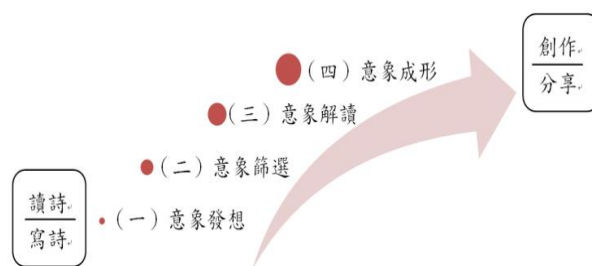 創作
分享
(四)意象成形
(三)意象解讀
(二)意象篩選
讀詩
寫詩
(一)意象發想